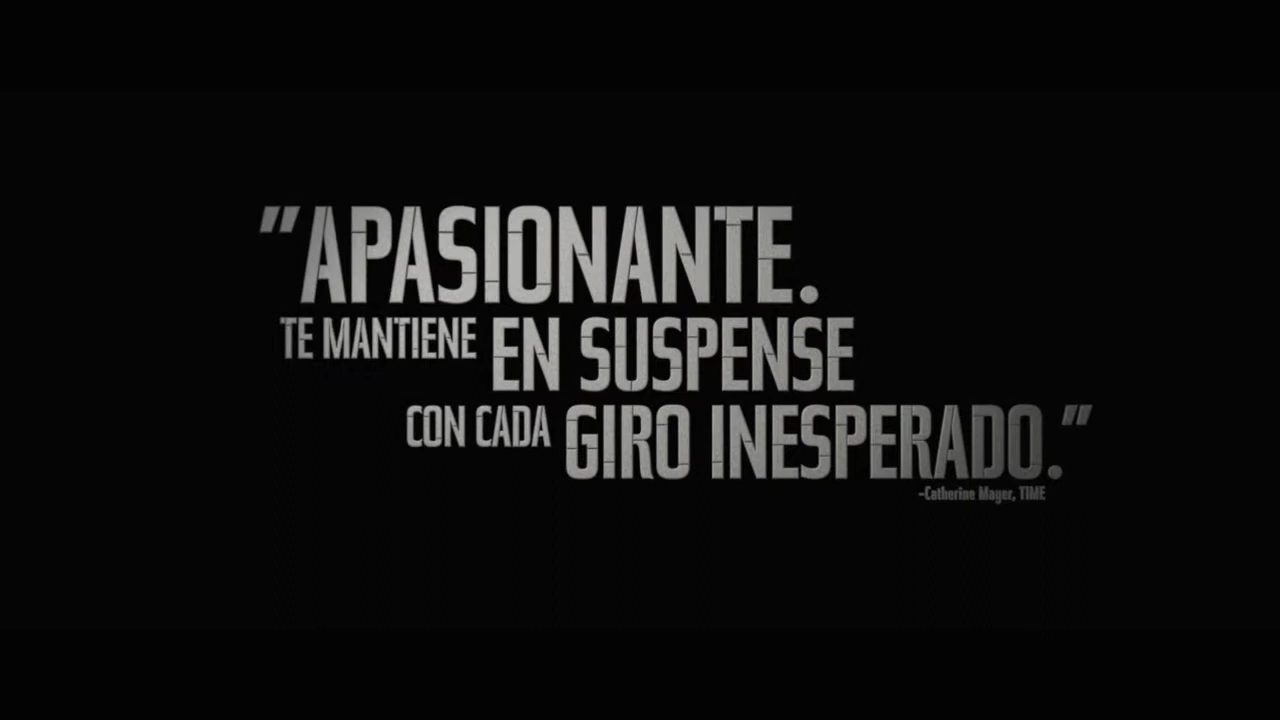 "APASIONANTE.
TE MANTIENE EN SUSPENSE
CON CADA GIRO INESPERADO."
-Catherine Mayer, TIME